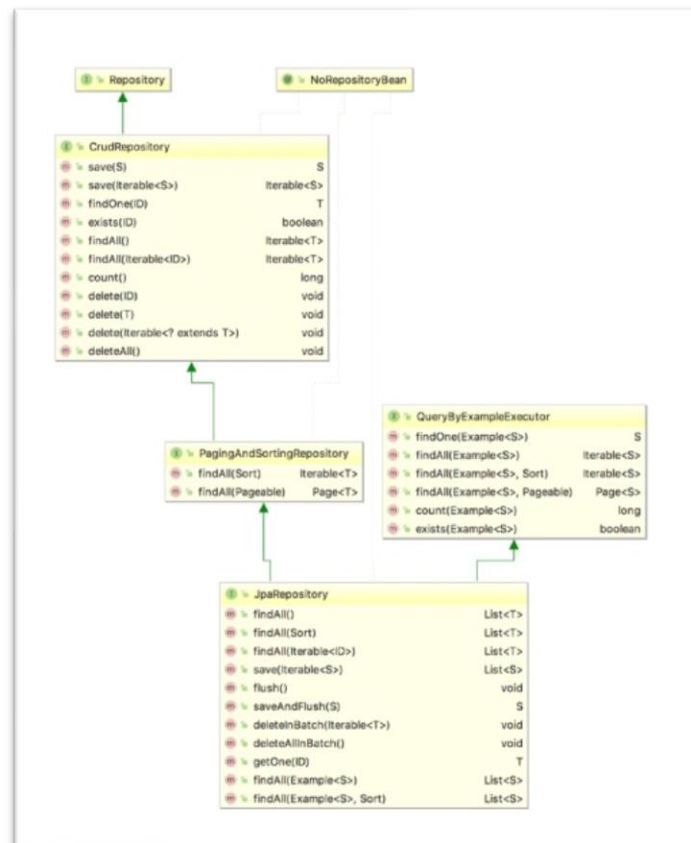 Repository
NoRepositoryBean
CrudRepository
save(S) S
save(Iterable<S>) Iterable<S>
findOne(ID) T
exists(ID) boolean
findAll() Iterable<T>
findAll(Iterable<ID>) Iterable<T>
count() long
delete(ID) void
delete(T) void
delete(Iterable<? extends T>) void
deleteAll() void
PagingAndSortingRepository
findAll(Sort) Iterable<T>
findAll(Pageable) Page<T>
QueryByExampleExecutor
findOne(Example<S>) S
findAll(Example<S>) Iterable<S>
findAll(Example<S>, Sort) Iterable<S>
findAll(Example<S>, Pageable) Page<S>
count(Example<S>) long
exists(Example<S>) boolean
JpaRepository
findAll() List<T>
findAll(Sort) List<T>
findAll(Iterable<ID>) List<T>
save(Iterable<S>) List<S>
flush() void
saveAndFlush(S) S
deleteInBatch(Iterable<T>) void
deleteAllInBatch() void
getOne(ID) T
findAll(Example<S>) List<S>
findAll(Example<S>, Sort) List<S>